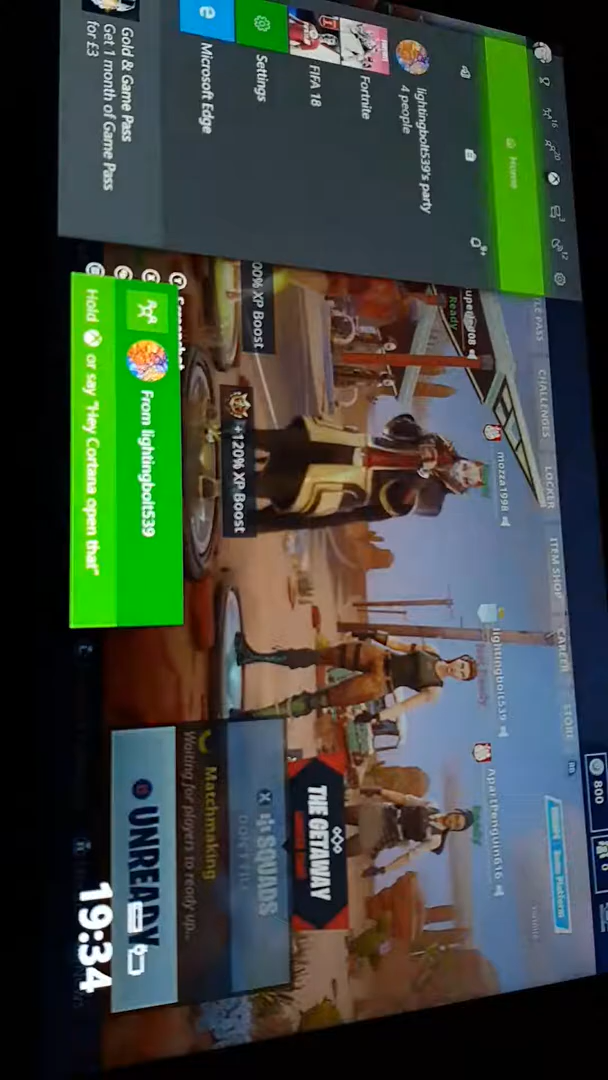 Home
lightingbolt539's party
4 people
Fortnite
FIFA 18
Settings
Microsoft Edge
Gold & Game Pass
Get 1 month of Game Pass
for £3
CHALLENGES
LOCKER
ITEM SHOP
CAREER
STORE
800
Ready
mozza1998
lightingbolt539
ApartPenguin616
XP Boost
+120% XP Boost
From lightingbolt539
Hold or say "Hey Cortana open that"
THE GETAWAY
X SQUADS
DON'T FILL
Matchmaking
Waiting for players to ready up...
UNREADY
19:34